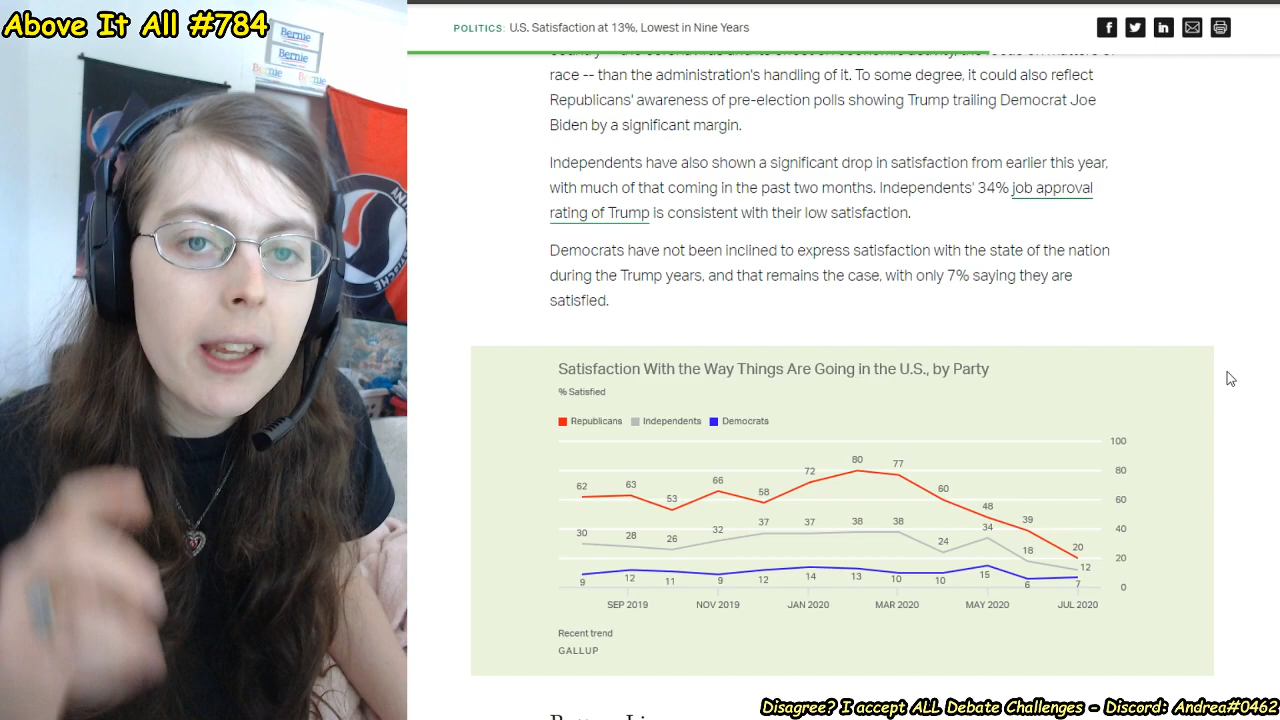 Above It All #784
Bernie
Bernie
Bernie
Bernie
POLITICS: U.S. Satisfaction at 13%, Lowest in Nine Years
race -- than the administration's handling of it. To some degree, it could also reflect
Republicans' awareness of pre-election polls showing Trump trailing Democrat Joe
Biden by a significant margin.
Independents have also shown a significant drop in satisfaction from earlier this year,
with much of that coming in the past two months. Independents' 34% job approval
rating of Trump is consistent with their low satisfaction.
Democrats have not been inclined to express satisfaction with the state of the nation
during the Trump years, and that remains the case, with only 7% saying they are
satisfied.
Satisfaction With the Way Things Are Going in the U.S., by Party
% Satisfied
Republicans Independents Democrats
100
80
60
40
20
0
62 63 53 66 58 72 80 77 60 48 39 20
30 28 26 32 37 37 38 38 24 34 18 12
9 12 11 9 12 14 13 10 10 15 6 7
SEP 2019 NOV 2019 JAN 2020 MAR 2020 MAY 2020 JUL 2020
Recent trend
GALLUP
Disagree? I accept ALL Debate Challenges - Discord: Andrea#0462